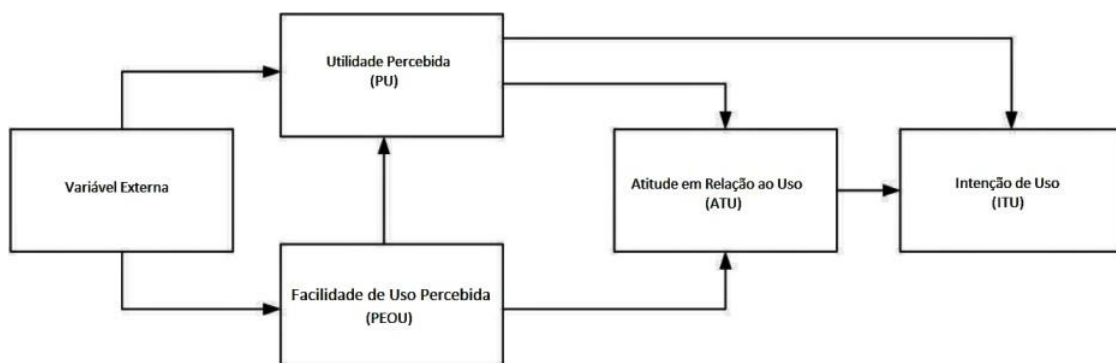 Utilidade Percebida
(PU)
Variável Externa
Atitude em Relação ao Uso
(ATU)
Intenção de Uso
(ITU)
Facilidade de Uso Percebida
(PEOU)